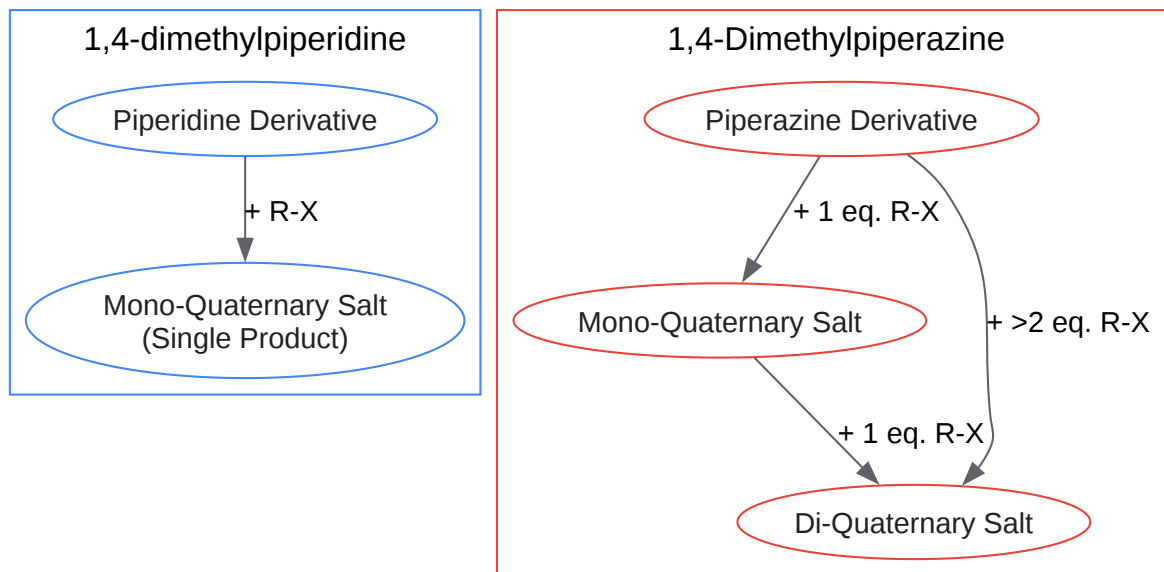 1,4-dimethylpiperidine
Piperidine Derivative
+ R-X
Mono-Quaternary Salt
(Single Product)
1,4-Dimethylpiperazine
Piperazine Derivative
+ 1 eq. R-X
Mono-Quaternary Salt
+ >2 eq. R-X
+ 1 eq. R-X
Di-Quaternary Salt